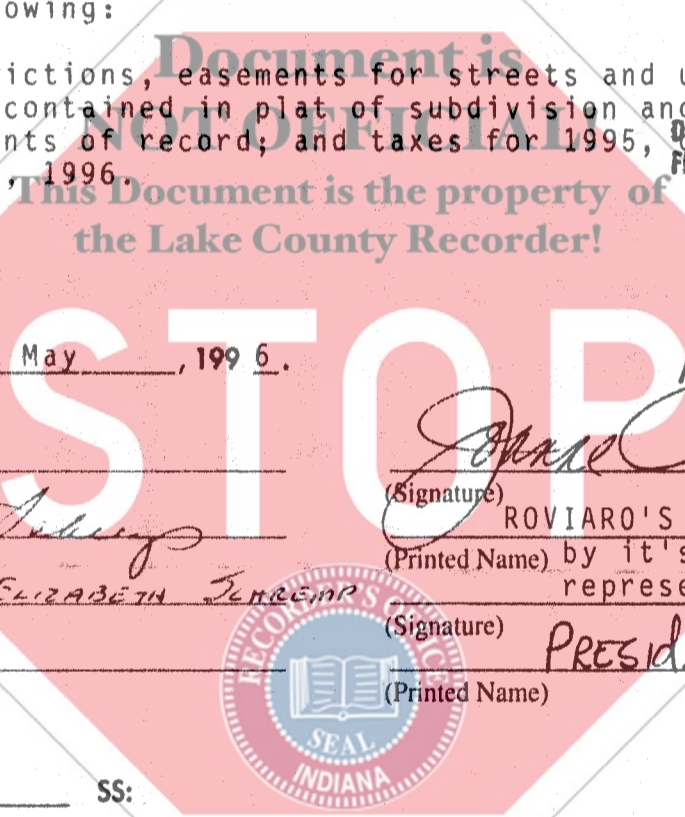 owing:
Document is
ictions, easements for streets and u
contained in plat of subdivision and
NOT OFFICIAL
nts of record; and taxes for 1995,
, 1996.
This Document is the property of
the Lake County Recorder!
STOP
May , 199 6.
(Signature)
ROVIARO'S
(Printed Name) by it's
ELIZABETH represe
(Signature)
PRESId
(Printed Name)
RECORDER'S OFFICE
SEAL
INDIANA
SS: